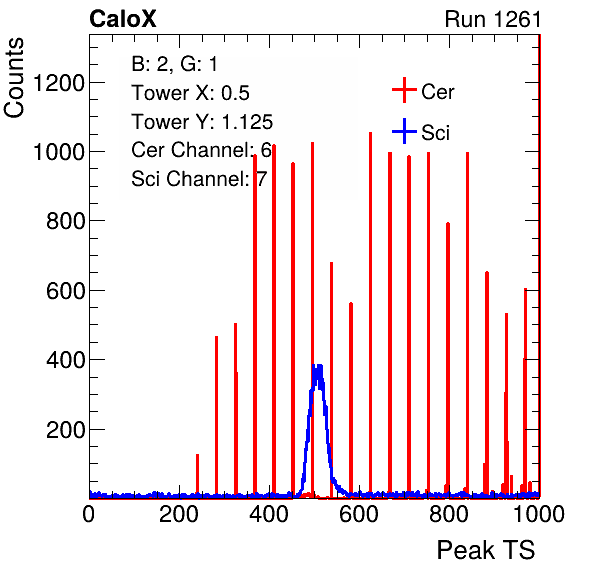 CaloX Run 1261
Counts
B: 2, G: 1
Tower X: 0.5
Tower Y: 1.125
Cer Channel: 6
Sci Channel: 7
Cer
Sci
1200
1000
800
600
400
200
0 200 400 600 800 1000
Peak TS